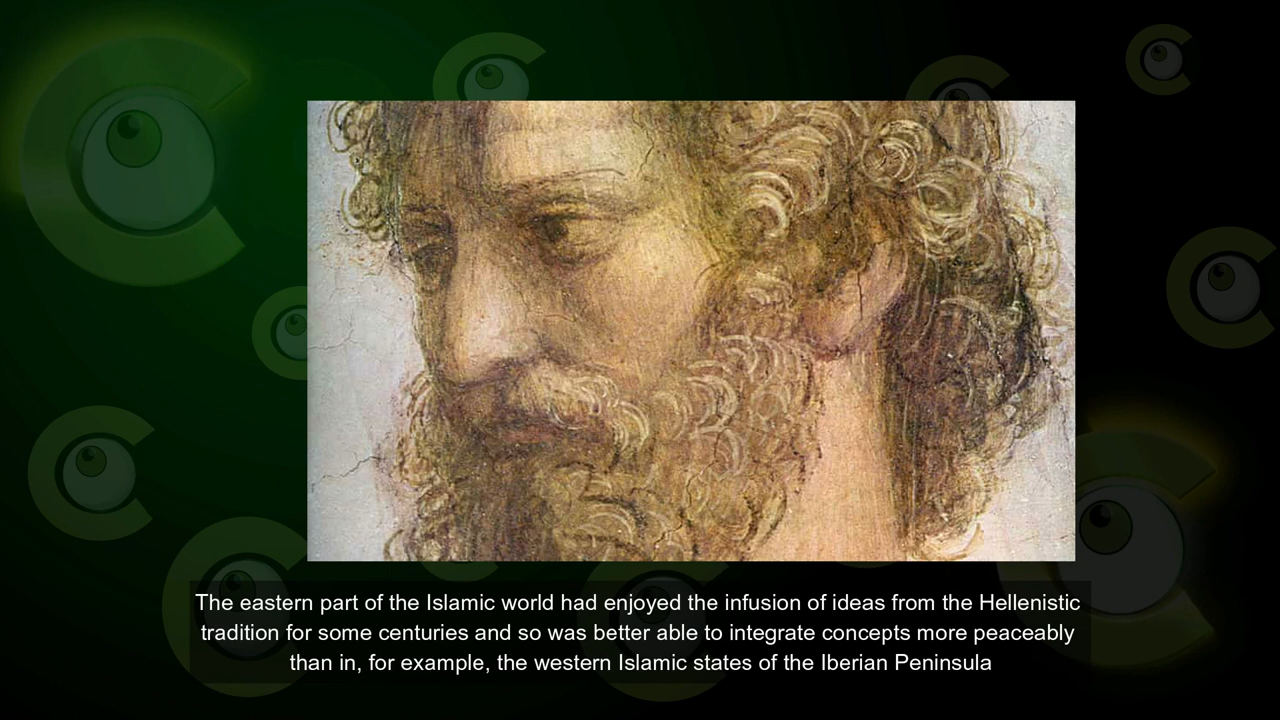 The eastern part of the Islamic world had enjoyed the infusion of ideas from the Hellenistic
tradition for some centuries and so was better able to integrate concepts more peaceably
than in, for example, the western Islamic states of the Iberian Peninsula